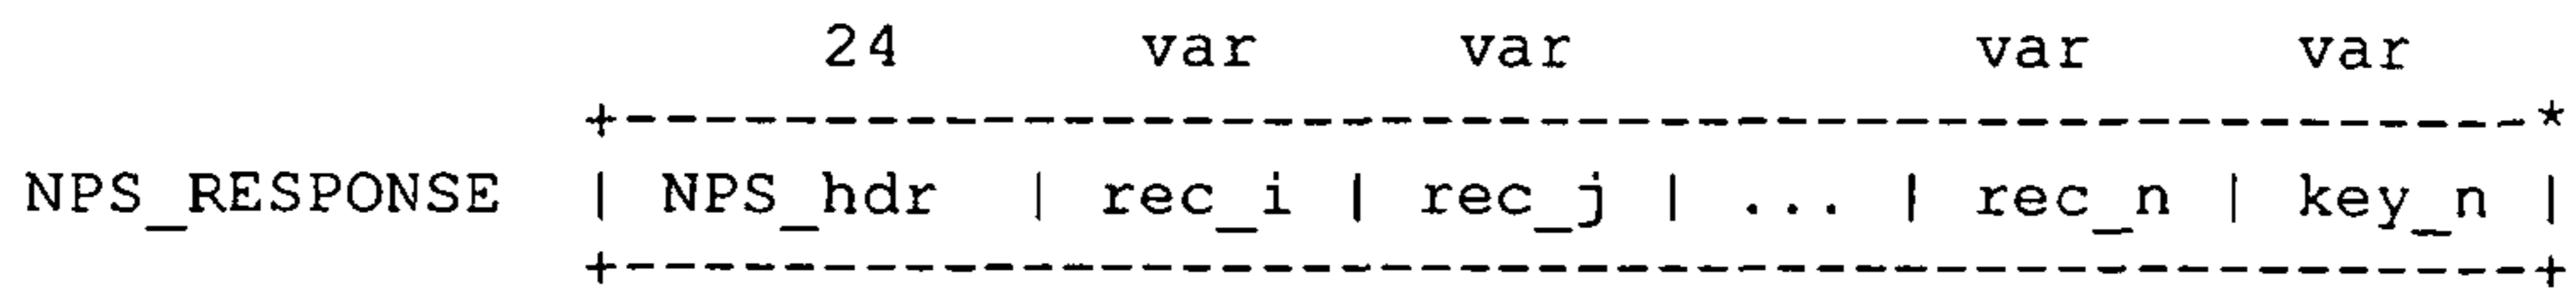 24 var var var var
+------------------------------------------------*
NPS_RESPONSE | NPS_hdr | rec_i | rec_j | ... | rec_n | key_n |
+------------------------------------------------+